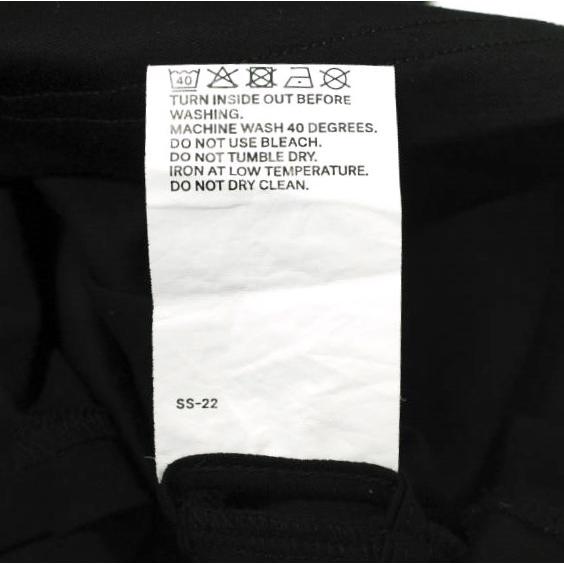 40
TURN INSIDE OUT BEFORE
WASHING.
MACHINE WASH 40 DEGREES.
DO NOT USE BLEACH.
DO NOT TUMBLE DRY.
IRON AT LOW TEMPERATURE.
DO NOT DRY CLEAN.
SS-22